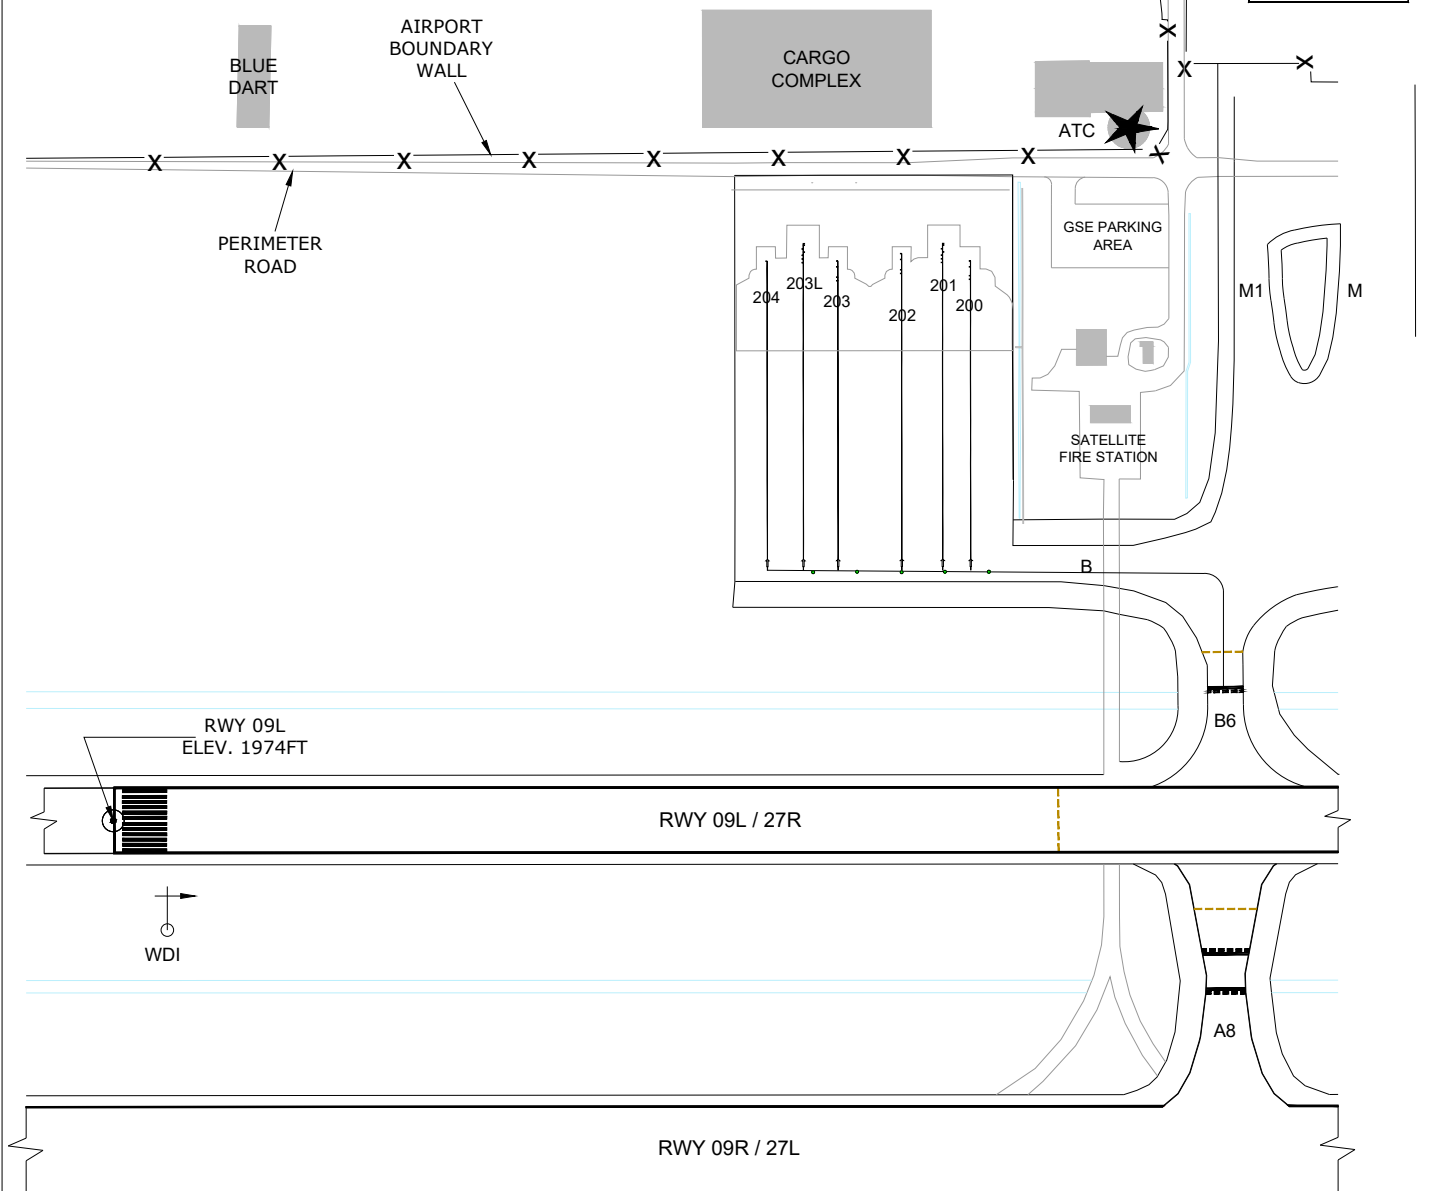 AIRPORT
BOUNDARY
WALL
BLUE
DART
CARGO
COMPLEX
ATC
PERIMETER
ROAD
GSE PARKING
AREA
204
203L
203
202
201
200
M1
M
SATELLITE
FIRE STATION
B
RWY 09L
ELEV. 1974FT
B6
RWY 09L / 27R
WDI
A8
RWY 09R / 27L